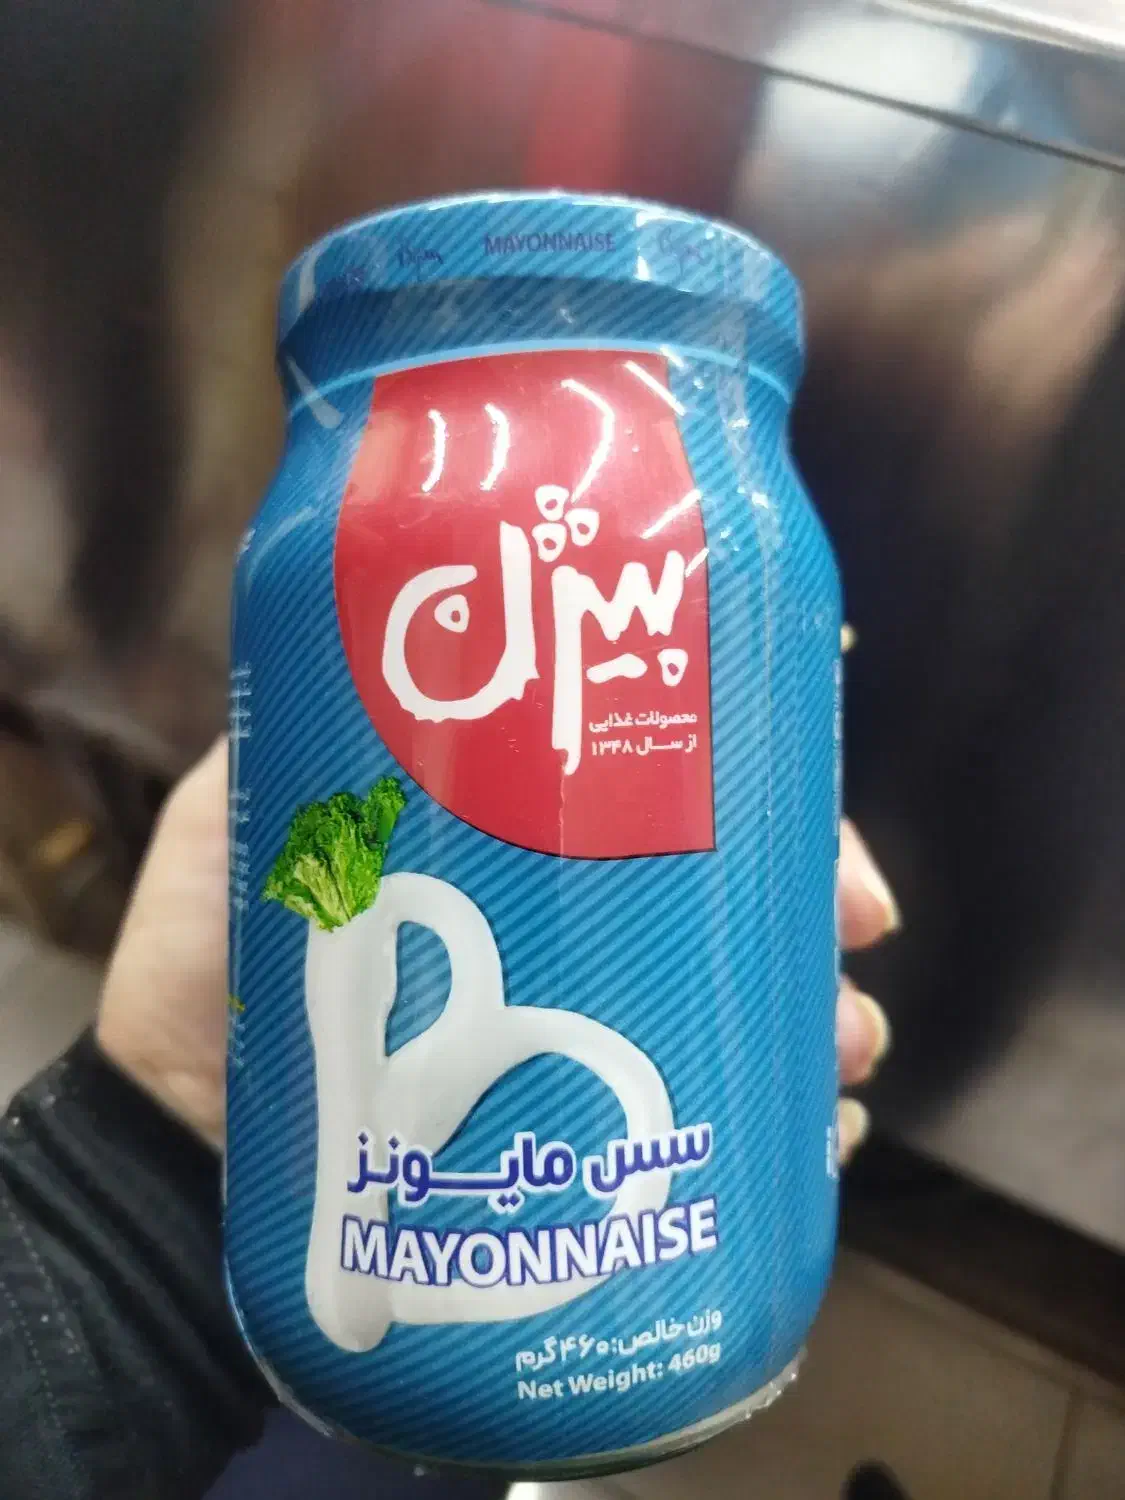 MAYONNAISE
بیژن
محصولات غذایی
از سال ۱۳۴۸
B
سس مایونز
MAYONNAISE
وزن خالص: ۴۶۰ گرم
Net Weight: 460g